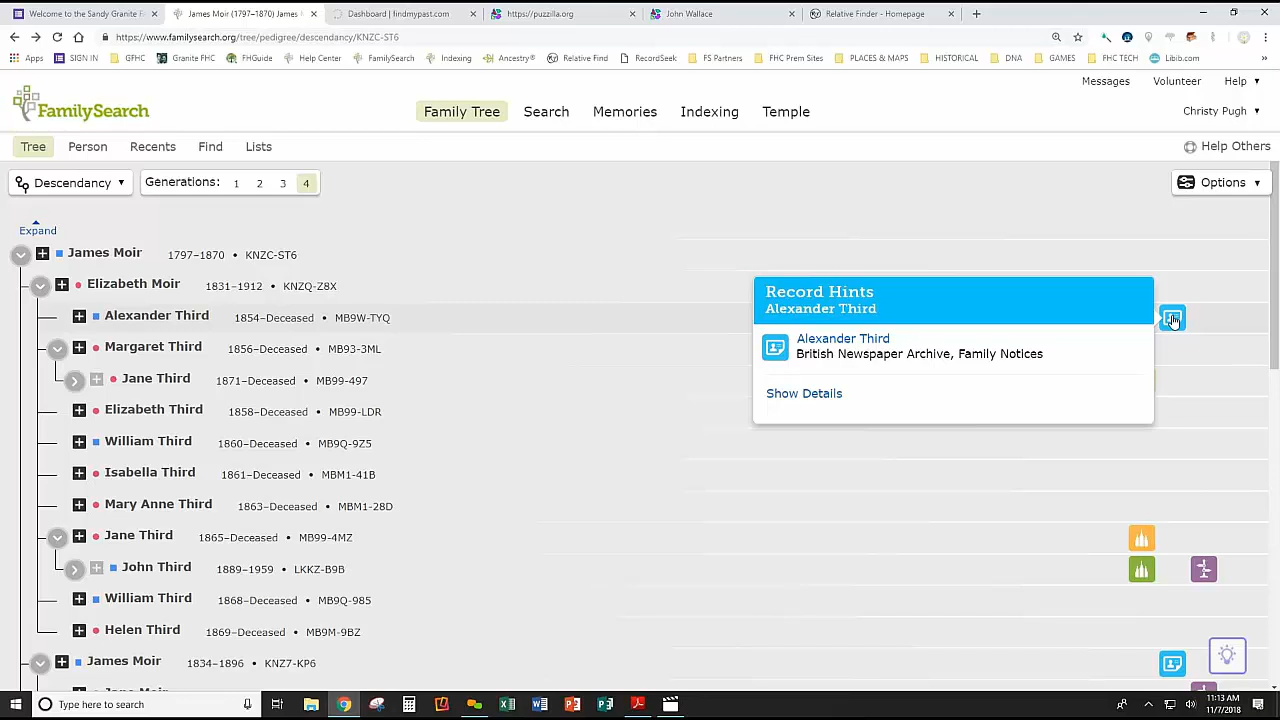 Welcome to the Sandy Granite F
James Moir (1797–1870) James M
Dashboard | findmypast.com
https://puzzilla.org
John Wallace
Relative Finder - Homepage
https://www.familysearch.org/tree/pedigree/descendancy/KNZC-ST6
Apps SIGN IN GFHC Granite FHC FHGuide Help Center FamilySearch Indexing Ancestry® Relative Find RecordSeek FS Partners FHC Prem Sites PLACES & MAPS HISTORICAL DNA GAMES FHC TECH Libib.com »
Messages Volunteer Help
FamilySearch
Family Tree Search Memories Indexing Temple
Christy Pugh
Tree Person Recents Find Lists
Help Others
Descendancy Generations: 1 2 3 4
Options
Expand
James Moir 1797–1870 • KNZC-ST6
Elizabeth Moir 1831–1912 • KNZQ-Z8X
Record Hints
Alexander Third
Alexander Third
British Newspaper Archive, Family Notices
Show Details
Alexander Third 1854–Deceased • MB9W-TYQ
Margaret Third 1856–Deceased • MB93-3ML
Jane Third 1871–Deceased • MB99-497
Elizabeth Third 1858–Deceased • MB99-LDR
William Third 1860–Deceased • MB9Q-9Z5
Isabella Third 1861–Deceased • MBM1-41B
Mary Anne Third 1863–Deceased • MBM1-28D
Jane Third 1865–Deceased • MB99-4MZ
John Third 1889–1959 • LKKZ-B9B
William Third 1868–Deceased • MB9Q-985
Helen Third 1869–Deceased • MB9M-9BZ
James Moir 1834–1896 • KNZ7-KP6
Type here to search
11:13 AM
11/7/2018